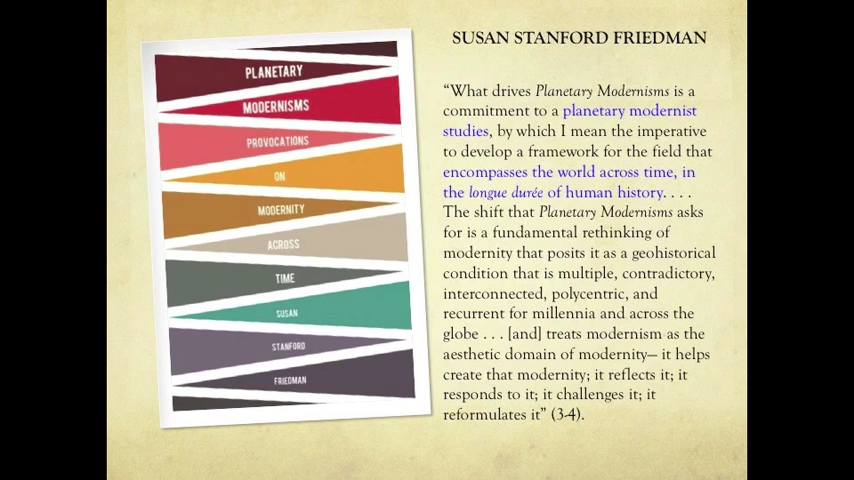 PLANETARY
MODERNISMS
PROVOCATIONS
ON
MODERNITY
ACROSS
TIME
SUSAN
STANFORD
FRIEDMAN
SUSAN STANFORD FRIEDMAN
“What drives Planetary Modernisms is a
commitment to a planetary modernist
studies, by which I mean the imperative
to develop a framework for the field that
encompasses the world across time, in
the longue durée of human history. . . .
The shift that Planetary Modernisms asks
for is a fundamental rethinking of
modernity that posits it as a geohistorical
condition that is multiple, contradictory,
interconnected, polycentric, and
recurrent for millennia and across the
globe . . . [and] treats modernism as the
aesthetic domain of modernity— it helps
create that modernity; it reflects it; it
responds to it; it challenges it; it
reformulates it” (3-4).